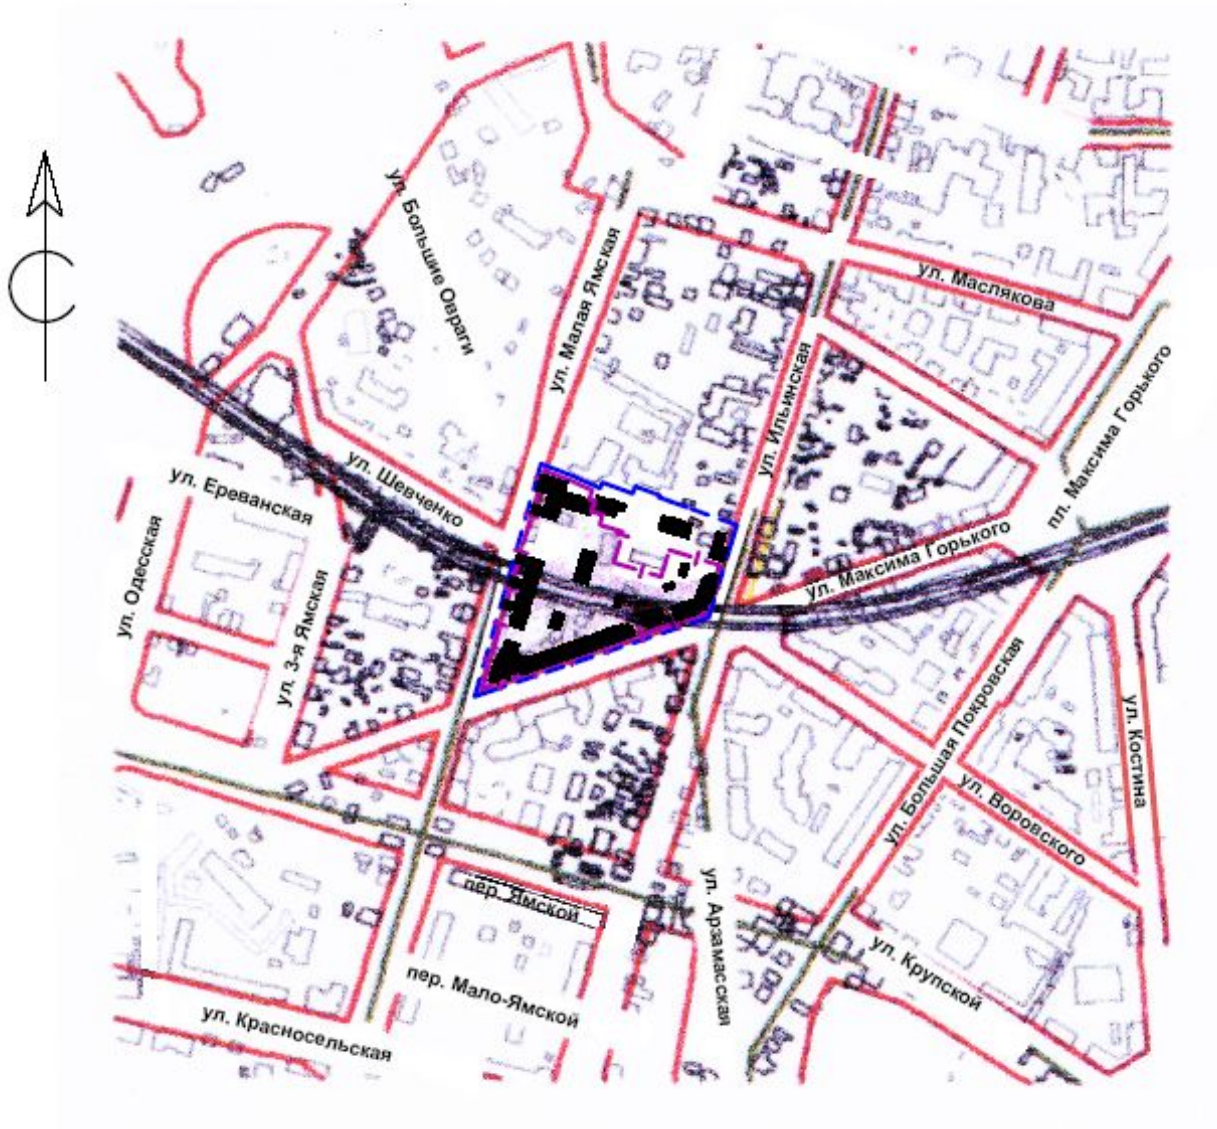 ул. Большие Овраги
ул. Малая Ямская
ул. Маслякова
ул. Ильинская
пл. Максима Горького
ул. Шевченко
ул. Ереванская
ул. Одесская
ул. 3-я Ямская
ул. Максима Горького
ул. Большая Покровская
ул. Костина
ул. Воровского
пер. Ямской
ул. Арзамасская
ул. Крупской
пер. Мало-Ямской
ул. Красносельская